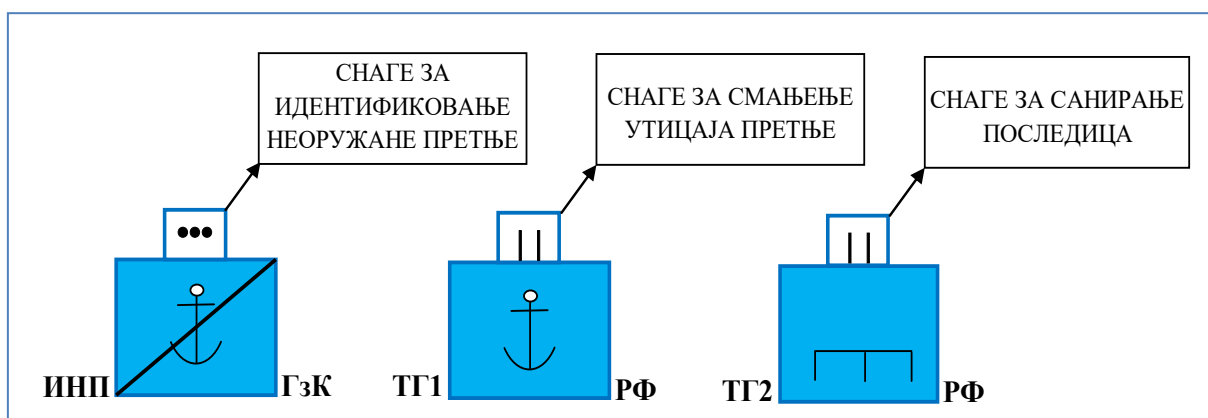 СНАГЕ ЗА
ИДЕНТИФИКОВАЊЕ
НЕОРУЖАНЕ ПРЕТЊЕ
СНАГЕ ЗА СМАЊЕЊЕ
УТИЦАЈА ПРЕТЊЕ
СНАГЕ ЗА САНИРАЊЕ
ПОСЛЕДИЦА
ИНП
ГзК
ТГ1
РФ
ТГ2
РФ